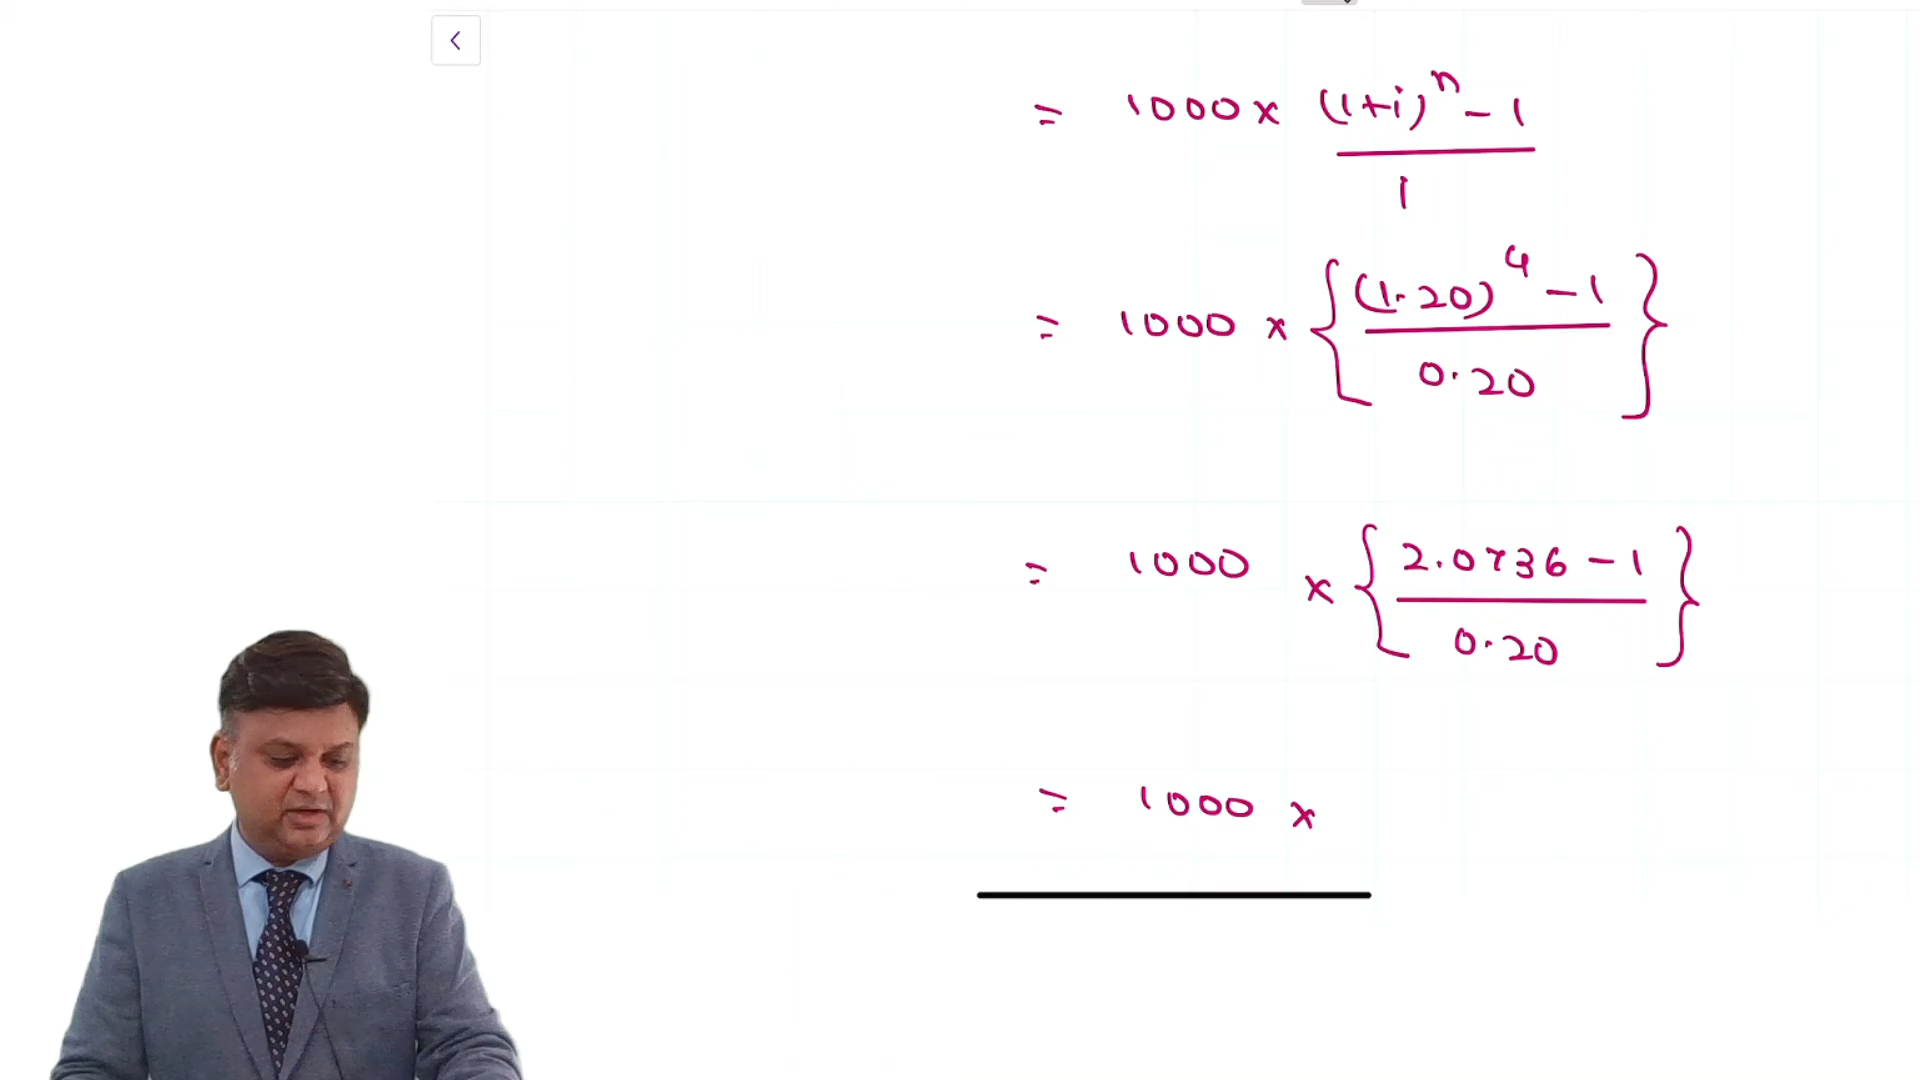 = 1000 x (1+i)^n - 1
i
= 1000 x { (1.20)^4 - 1
0.20 }
= 1000 x { 2.0736 - 1
0.20 }
= 1000 x